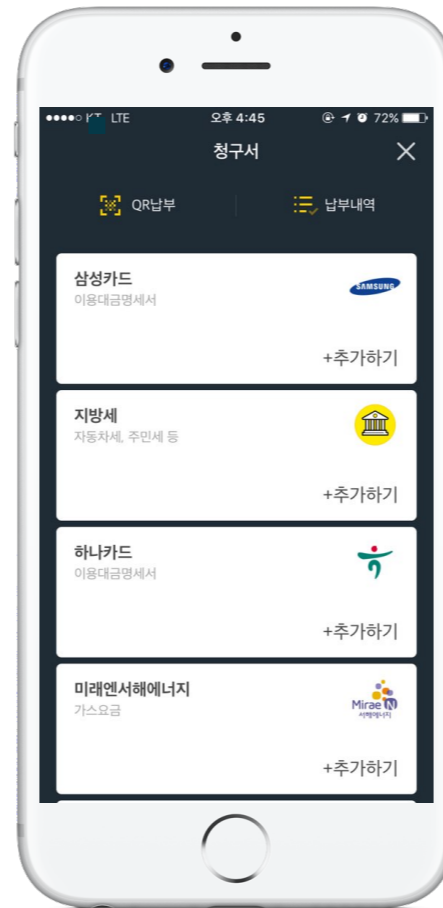 LTE 오후 4:45 72%
청구서
QR납부 납부내역
삼성카드
이용대금명세서
SAMSUNG
+추가하기
지방세
자동차세, 주민세 등
+추가하기
하나카드
이용대금명세서
+추가하기
미래엔서해에너지
가스요금
Mirae N
서해에너지
+추가하기